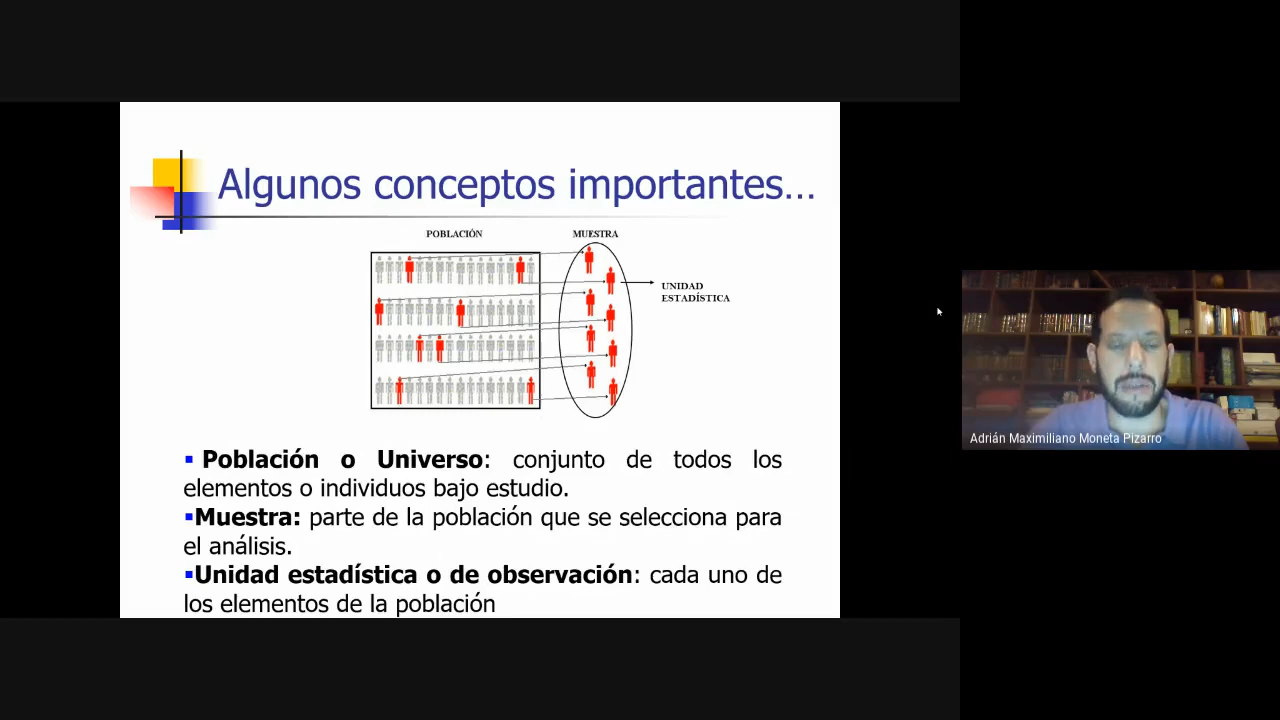 Algunos conceptos importantes...
POBLACIÓN
MUESTRA
UNIDAD
ESTADÍSTICA
▪ Población o Universo: conjunto de todos los
elementos o individuos bajo estudio.
▪Muestra: parte de la población que se selecciona para
el análisis.
▪Unidad estadística o de observación: cada uno de
los elementos de la población
Adrián Maximiliano Moneta Pizarro